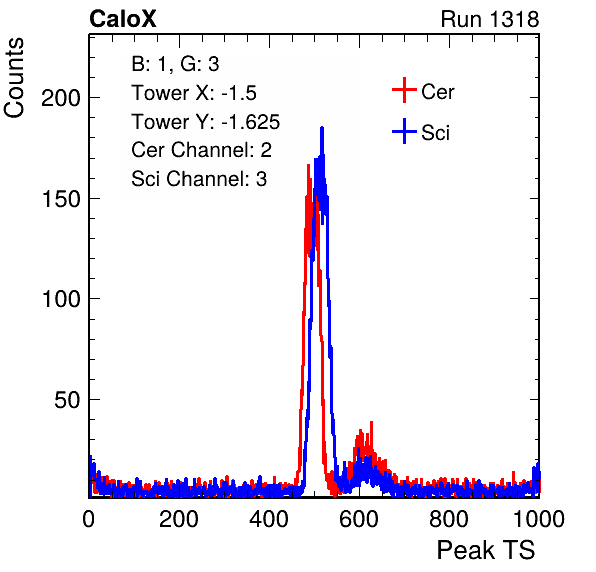 CaloX Run 1318
Counts
B: 1, G: 3
Tower X: -1.5
Tower Y: -1.625
Cer Channel: 2
Sci Channel: 3
Cer
Sci
200
150
100
50
0 200 400 600 800 1000
Peak TS